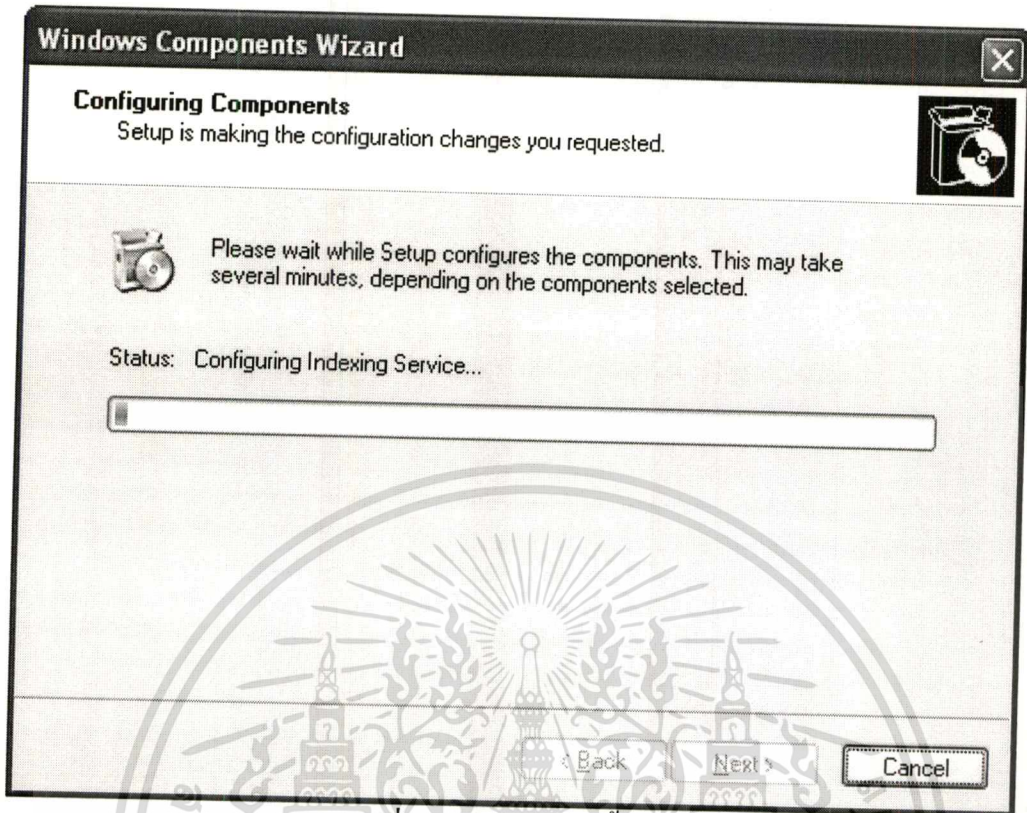 Windows Components Wizard
Configuring Components
Setup is making the configuration changes you requested.
Please wait while Setup configures the components. This may take
several minutes, depending on the components selected.
Status: Configuring Indexing Service...
< Back
Next >
Cancel